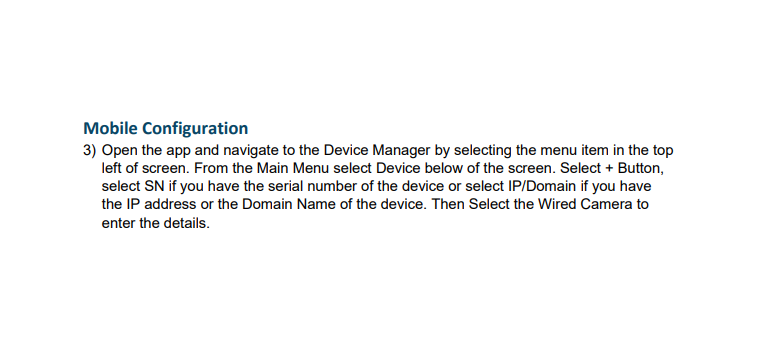 Mobile Configuration
3) Open the app and navigate to the Device Manager by selecting the menu item in the top
left of screen. From the Main Menu select Device below of the screen. Select + Button,
select SN if you have the serial number of the device or select IP/Domain if you have
the IP address or the Domain Name of the device. Then Select the Wired Camera to
enter the details.